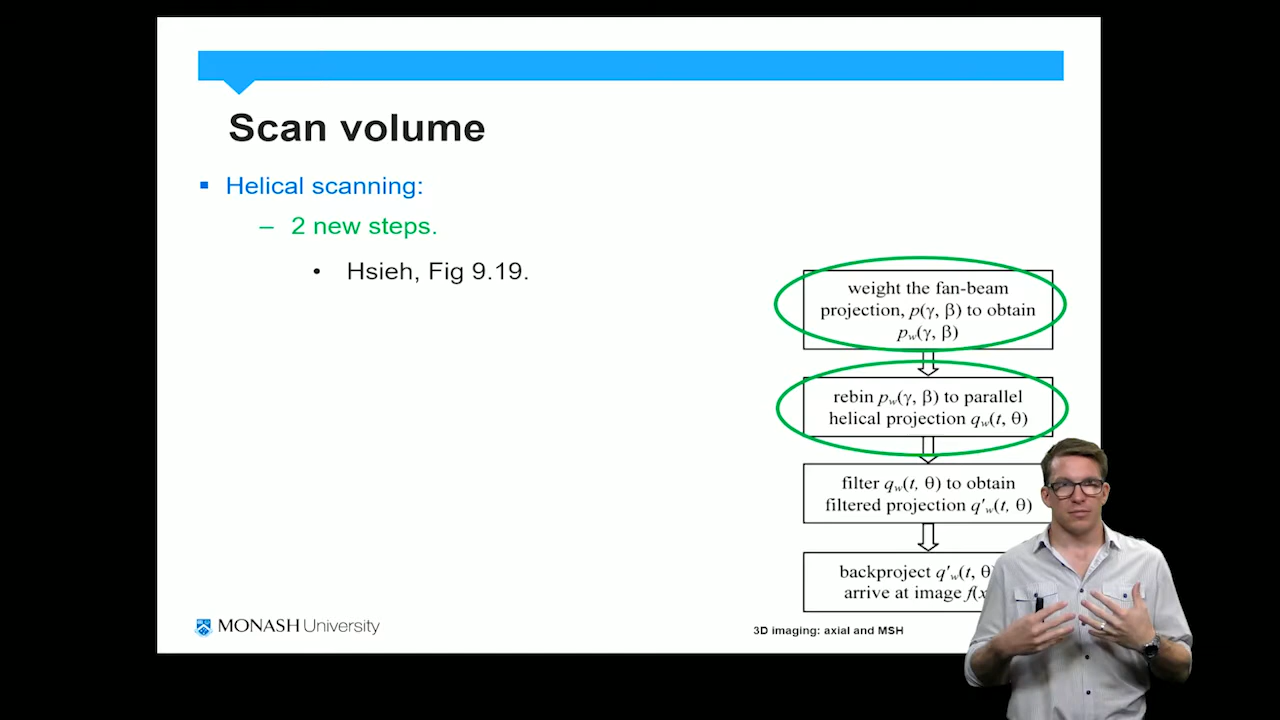 Scan volume
Helical scanning:
– 2 new steps.
• Hsieh, Fig 9.19.
weight the fan-beam
projection, p(γ, β) to obtain
pw(γ, β)
rebin pw(γ, β) to parallel
helical projection qw(t, θ)
filter qw(t, θ) to obtain
filtered projection q'w(t, θ)
backproject q'w(t, θ)
arrive at image f(x
MONASH University
3D imaging: axial and MSH